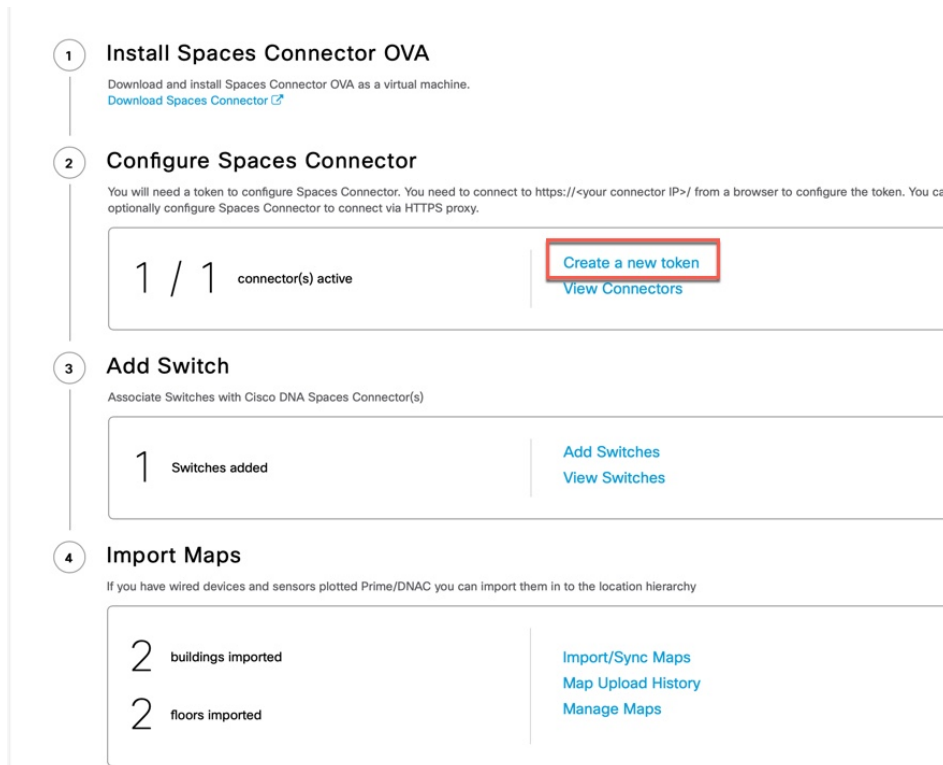 1
Install Spaces Connector OVA
Download and install Spaces Connector OVA as a virtual machine.
Download Spaces Connector
2
Configure Spaces Connector
You will need a token to configure Spaces Connector. You need to connect to https://<your connector IP>/ from a browser to configure the token. You ca
optionally configure Spaces Connector to connect via HTTPS proxy.
1 / 1 connector(s) active
Create a new token
View Connectors
3
Add Switch
Associate Switches with Cisco DNA Spaces Connector(s)
1 Switches added
Add Switches
View Switches
4
Import Maps
If you have wired devices and sensors plotted Prime/DNAC you can import them in to the location hierarchy
2 buildings imported
2 floors imported
Import/Sync Maps
Map Upload History
Manage Maps